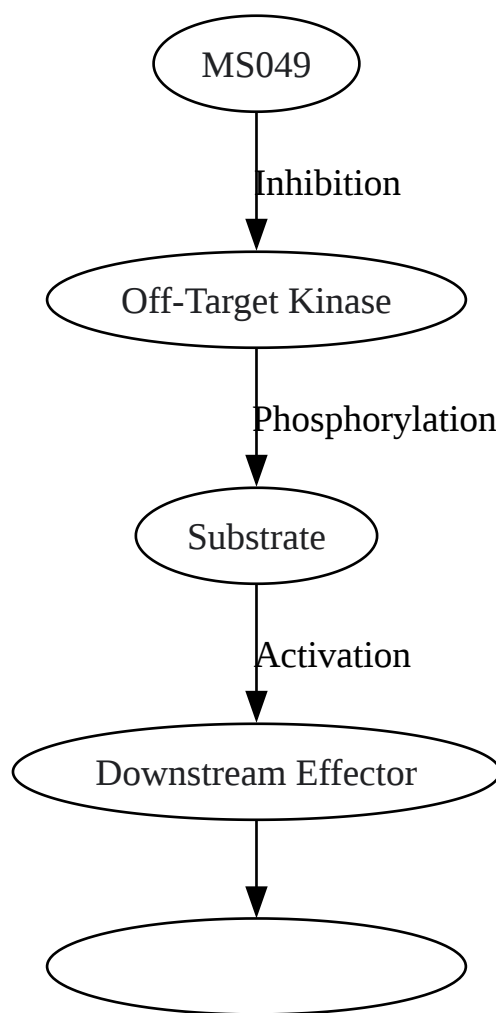 MS049
Inhibition
Off-Target Kinase
Phosphorylation
Substrate
Activation
Downstream Effector